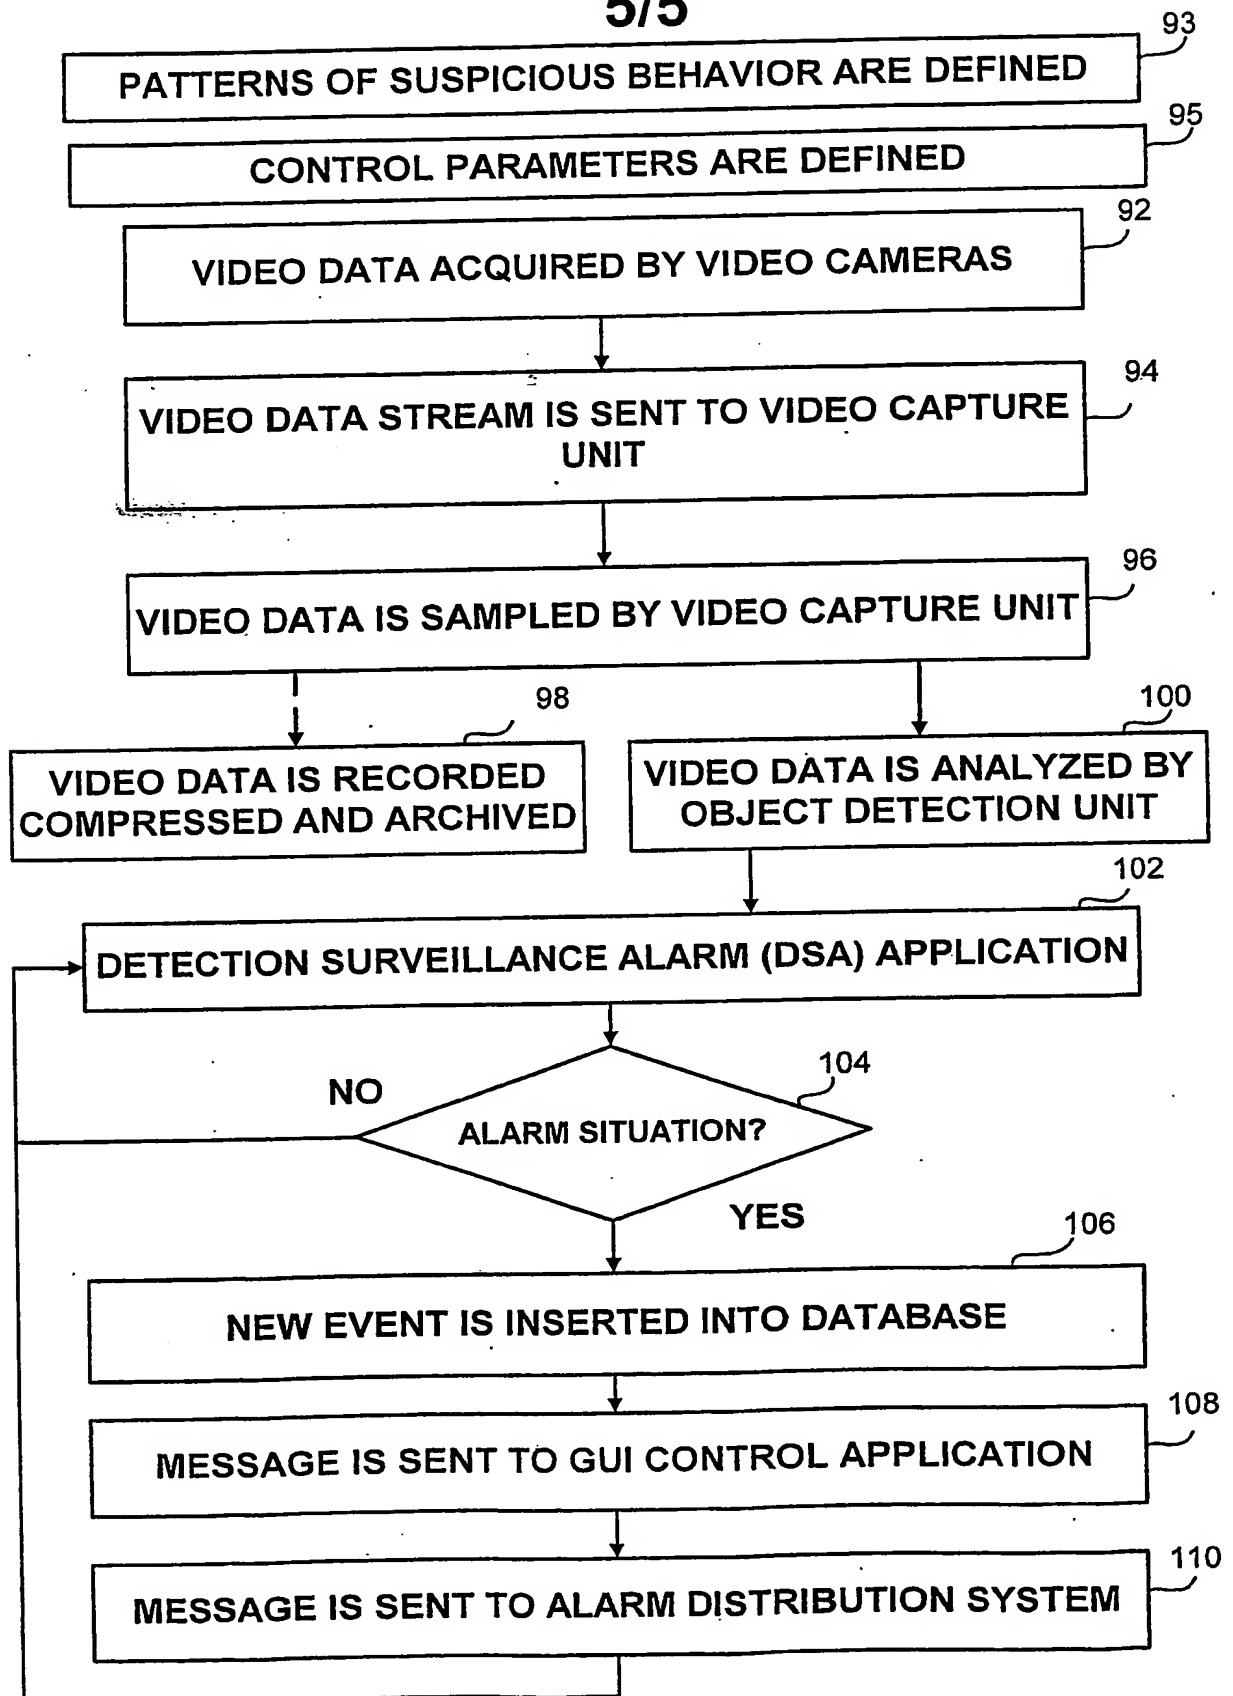 5/5
93
PATTERNS OF SUSPICIOUS BEHAVIOR ARE DEFINED
95
CONTROL PARAMETERS ARE DEFINED
92
VIDEO DATA ACQUIRED BY VIDEO CAMERAS
94
VIDEO DATA STREAM IS SENT TO VIDEO CAPTURE
UNIT
96
VIDEO DATA IS SAMPLED BY VIDEO CAPTURE UNIT
98
VIDEO DATA IS RECORDED
COMPRESSED AND ARCHIVED
100
VIDEO DATA IS ANALYZED BY
OBJECT DETECTION UNIT
102
DETECTION SURVEILLANCE ALARM (DSA) APPLICATION
104
NO
ALARM SITUATION?
YES
106
NEW EVENT IS INSERTED INTO DATABASE
108
MESSAGE IS SENT TO GUI CONTROL APPLICATION
110
MESSAGE IS SENT TO ALARM DISTRIBUTION SYSTEM